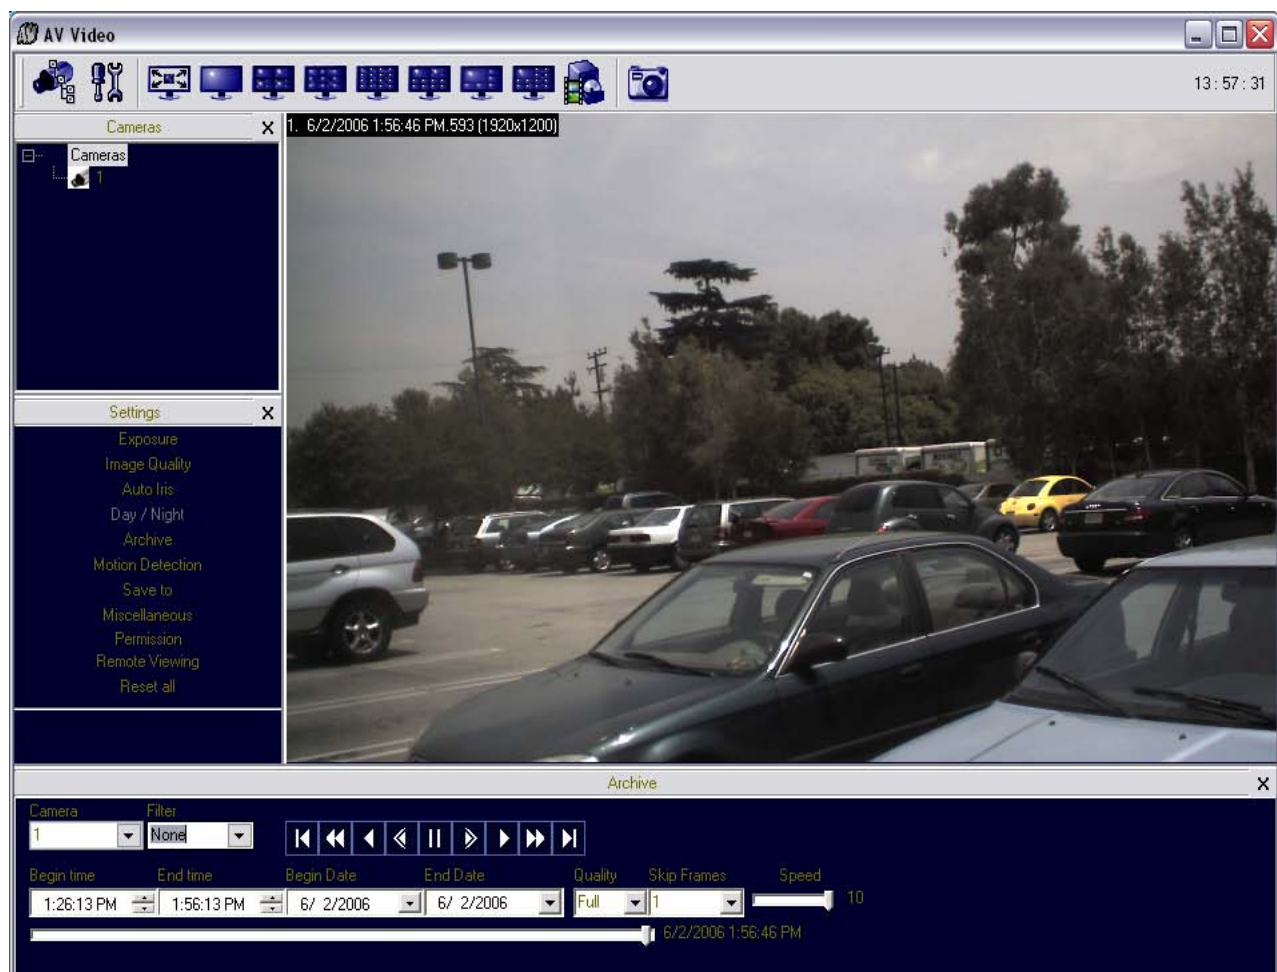 AV Video
13 : 57 : 31
Cameras
1. 6/2/2006 1:56:46 PM.593 (1920x1200)
Cameras
1
Settings
Exposure
Image Quality
Auto Iris
Day / Night
Archive
Motion Detection
Save to
Miscellaneous
Permission
Remote Viewing
Reset all
Archive
Camera Filter
1 None
Begin time End time Begin Date End Date Quality Skip Frames Speed
1:26:13 PM 1:56:13 PM 6/ 2/2006 6/ 2/2006 Full 1 10
6/2/2006 1:56:46 PM